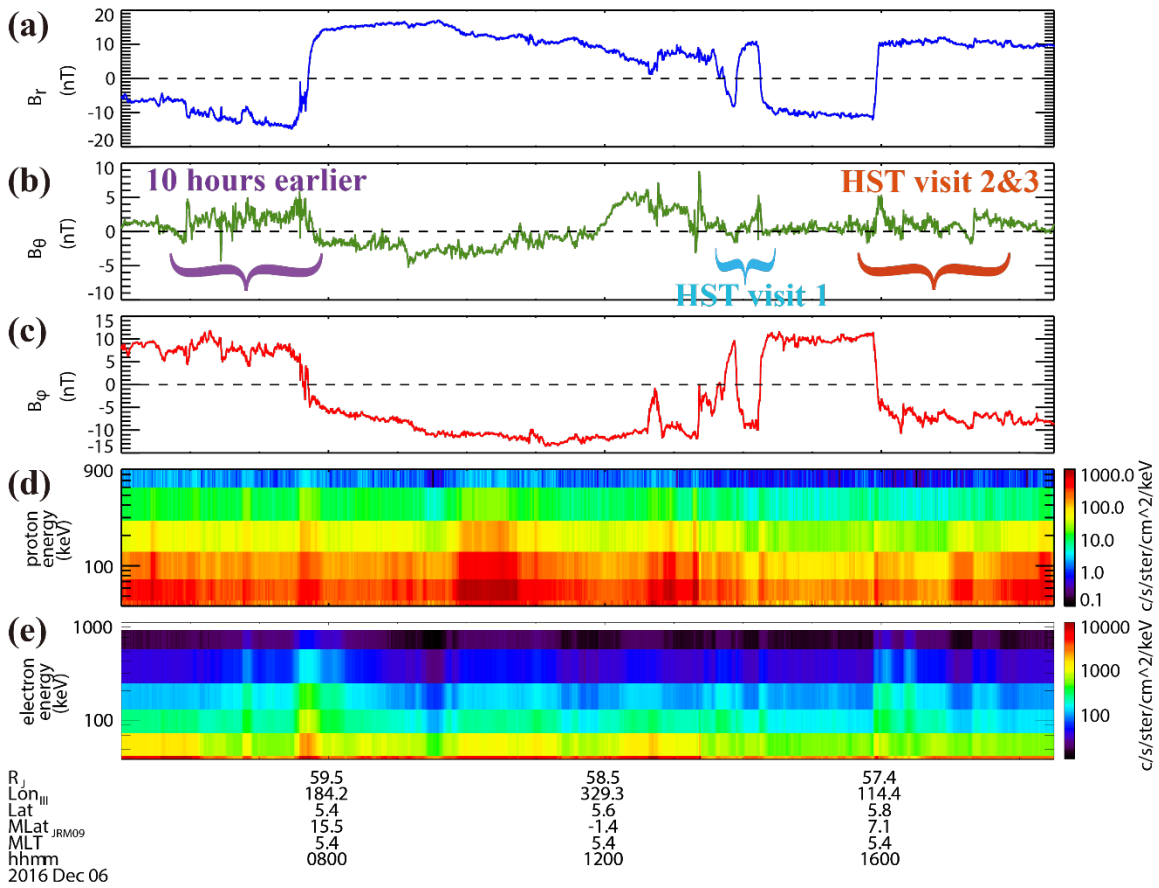 (a)
20
10
0
-10
-20
Br
(nT)
(b)
10
5
0
-5
-10
Bθ
(nT)
10 hours earlier
HST visit 2&3
HST visit 1
(c)
15
10
5
0
-5
-10
-15
Bφ
(nT)
(d)
900
100
proton
energy
(keV)
1000.0
100.0
10.0
1.0
0.1
c/s/ster/cm^2/keV
(e)
1000
100
electron
energy
(keV)
10000
1000
100
c/s/ster/cm^2/keV
RJ 59.5 58.5 57.4
LonIII 184.2 329.3 114.4
Lat 5.4 5.6 5.8
MLat JRM09 15.5 -1.4 7.1
MLT 5.4 5.4 5.4
hhmm 0800 1200 1600
2016 Dec 06